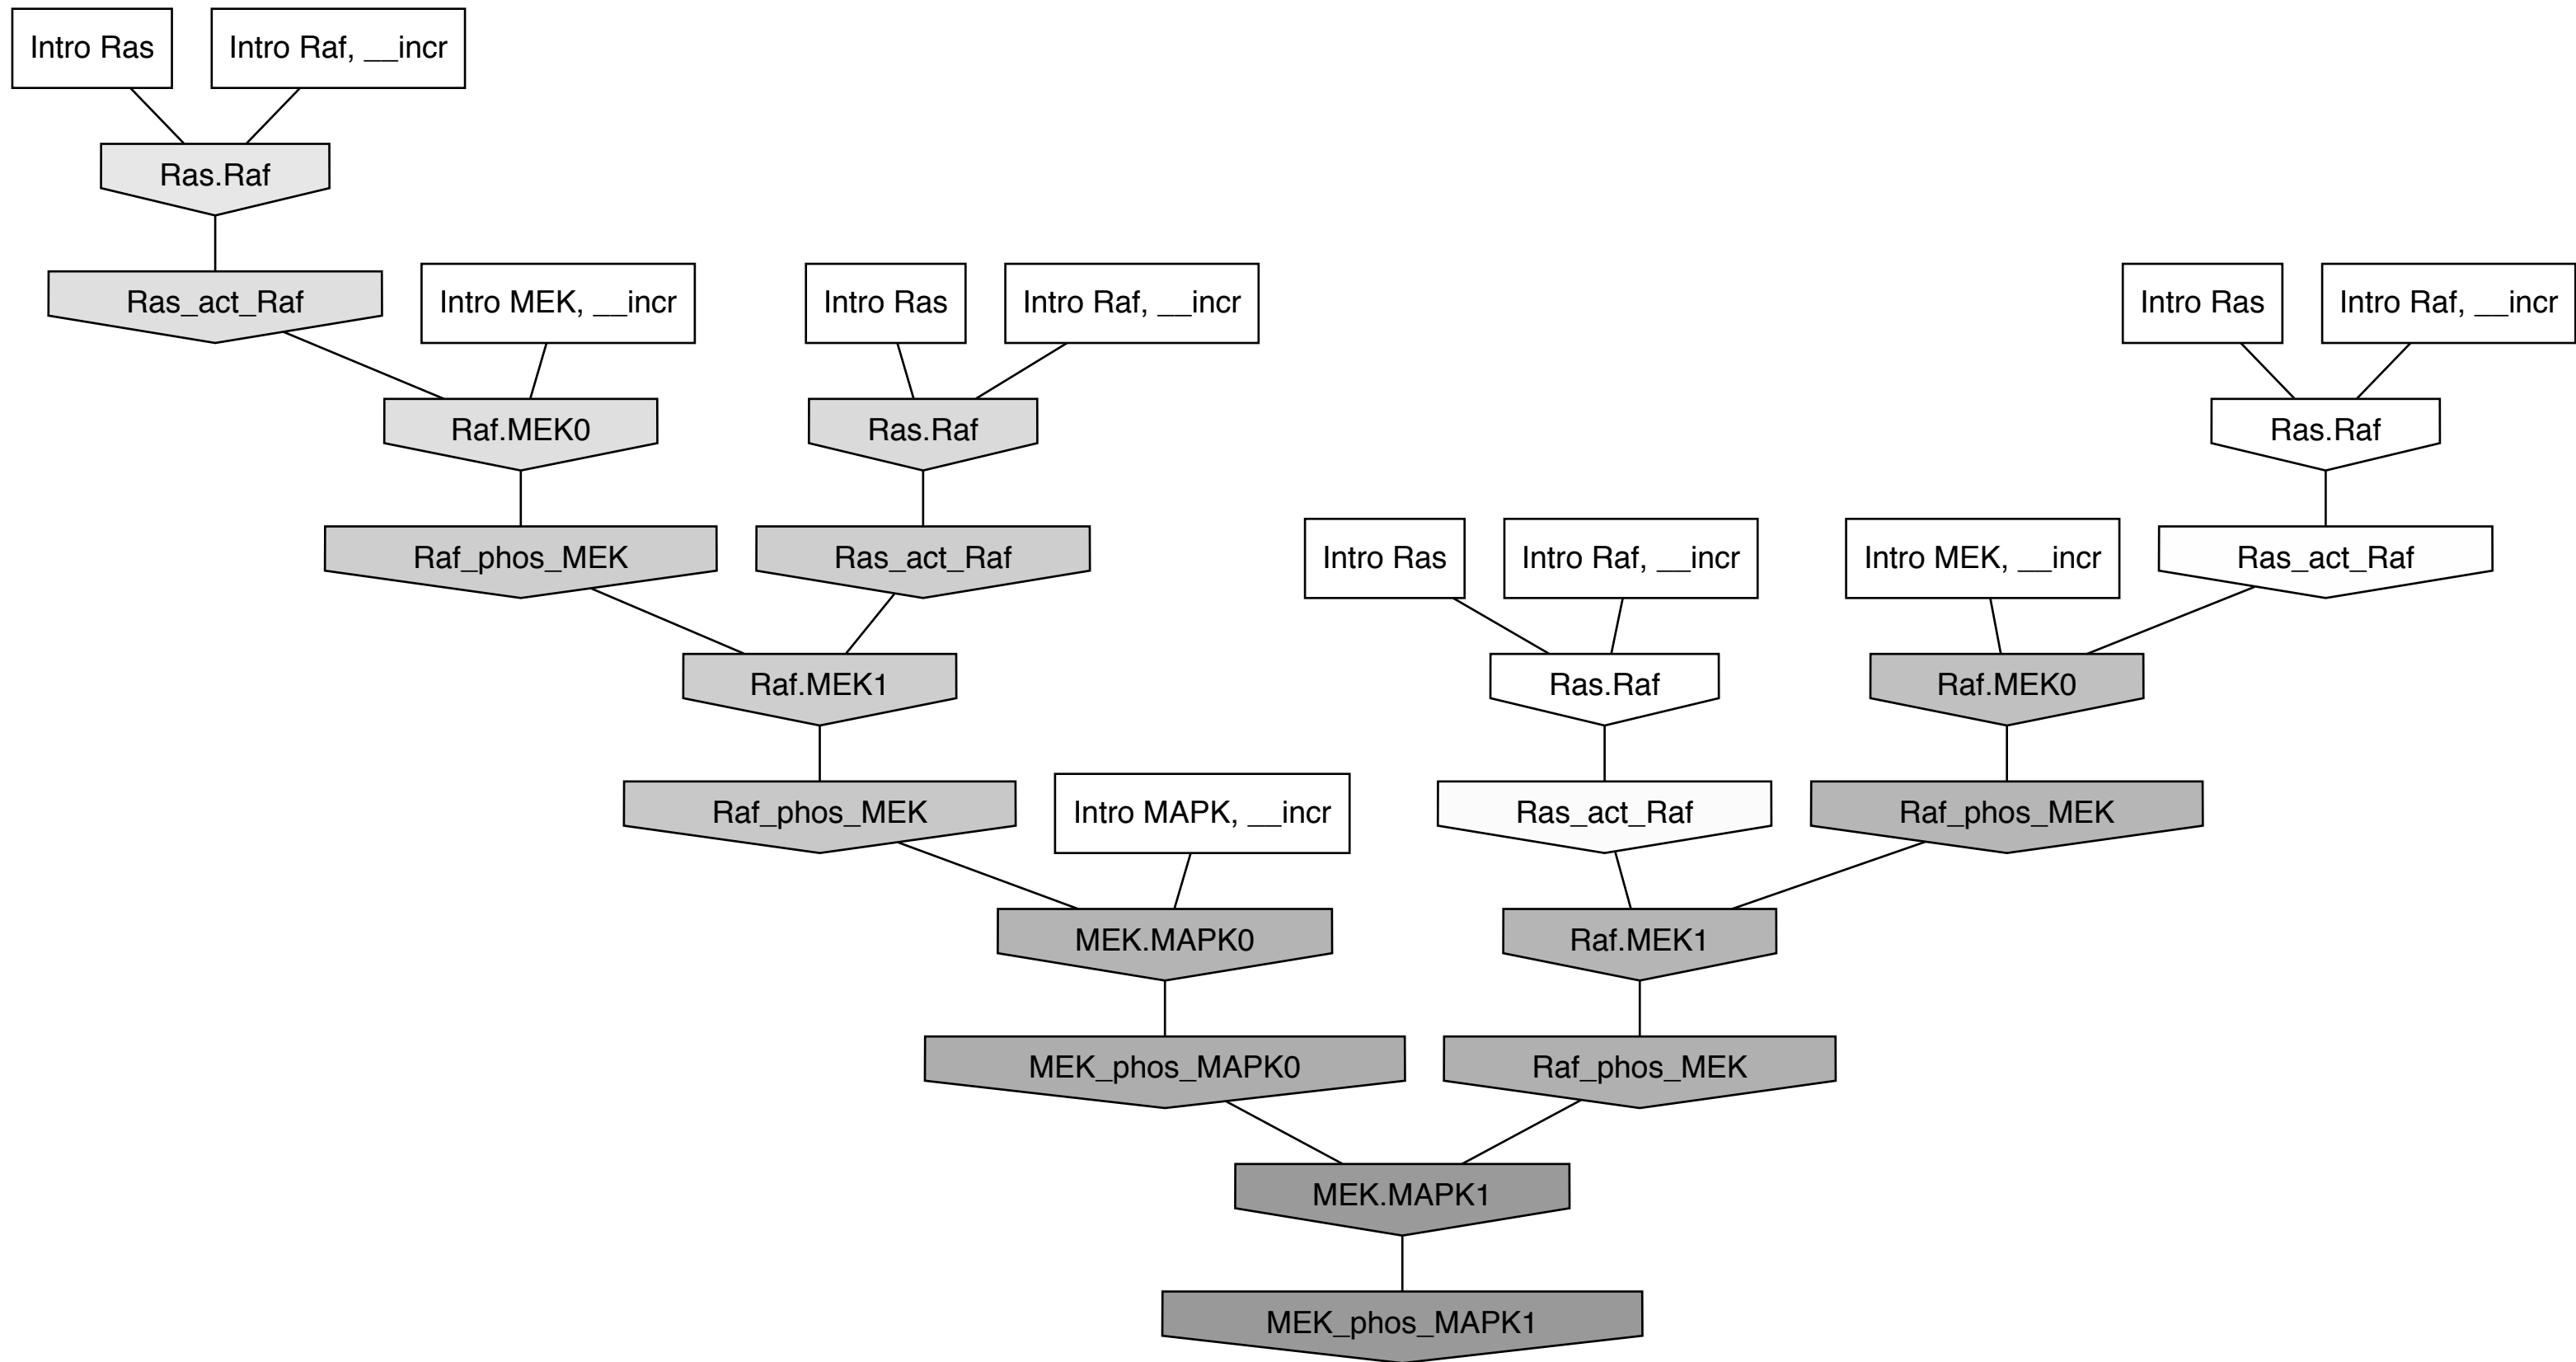 Intro Ras
Intro Raf, __incr
Ras.Raf
Ras_act_Raf
Intro MEK, __incr
Intro Ras
Intro Raf, __incr
Intro Ras
Intro Raf, __incr
Raf.MEK0
Ras.Raf
Ras.Raf
Raf_phos_MEK
Ras_act_Raf
Intro Ras
Intro Raf, __incr
Intro MEK, __incr
Ras_act_Raf
Raf.MEK1
Ras.Raf
Raf.MEK0
Raf_phos_MEK
Intro MAPK, __incr
Ras_act_Raf
Raf_phos_MEK
MEK.MAPK0
Raf.MEK1
MEK_phos_MAPK0
Raf_phos_MEK
MEK.MAPK1
MEK_phos_MAPK1